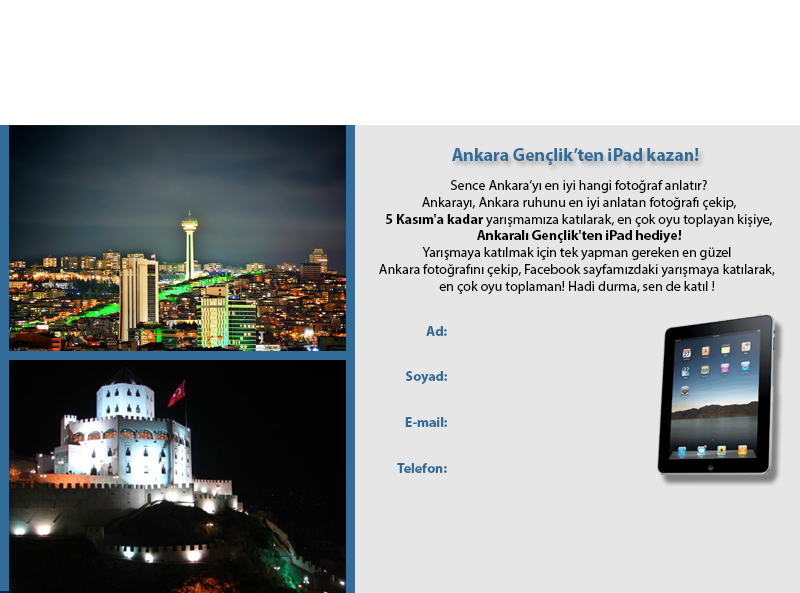 Ankara Gençlik’ten iPad kazan!
Sence Ankara’yı en iyi hangi fotoğraf anlatır?
Ankarayı, Ankara ruhunu en iyi anlatan fotoğrafı çekip,
5 Kasım'a kadar yarışmamıza katılarak, en çok oyu toplayan kişiye,
Ankaralı Gençlik'ten iPad hediye!
Yarışmaya katılmak için tek yapman gereken en güzel
Ankara fotoğrafını çekip, Facebook sayfamızdaki yarışmaya katılarak,
en çok oyu toplaman! Hadi durma, sen de katıl !
Ad:
Soyad:
E-mail:
Telefon: